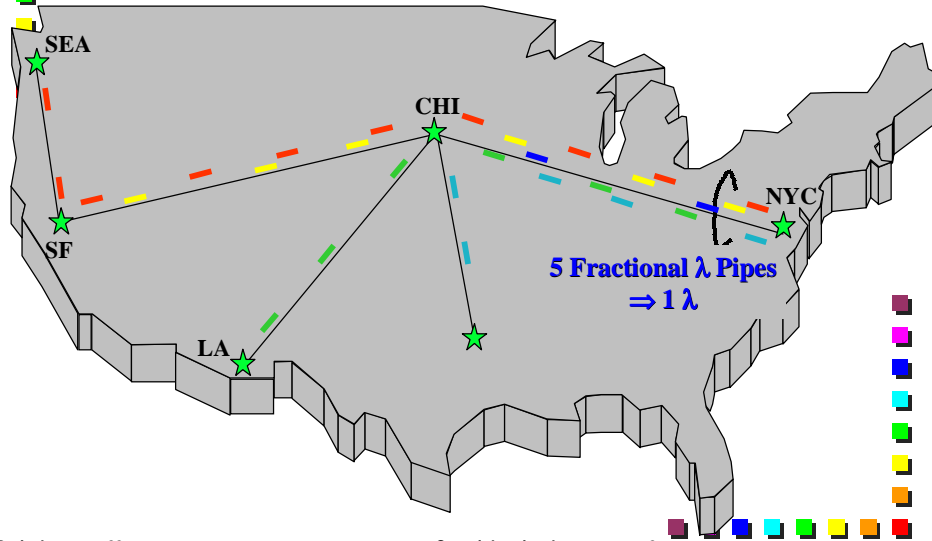 SEA
CHI
NYC
SF
5 Fractional λ Pipes
⇒ 1 λ
LA